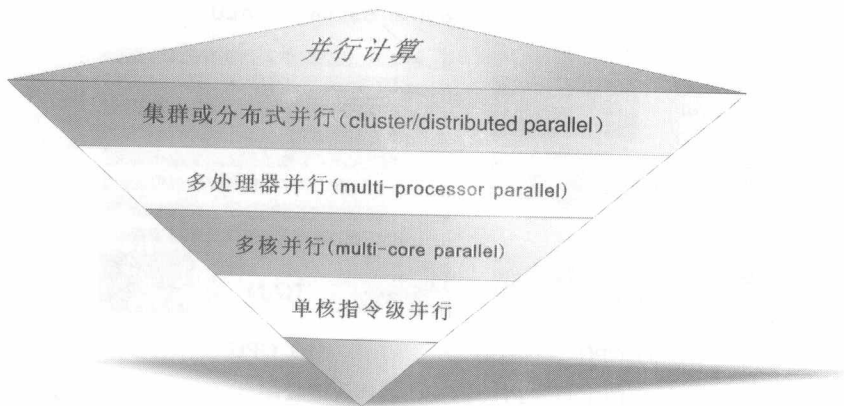 并行计算
集群或分布式并行(cluster/distributed parallel)
多处理器并行(multi-processor parallel)
多核并行(multi-core parallel)
单核指令级并行